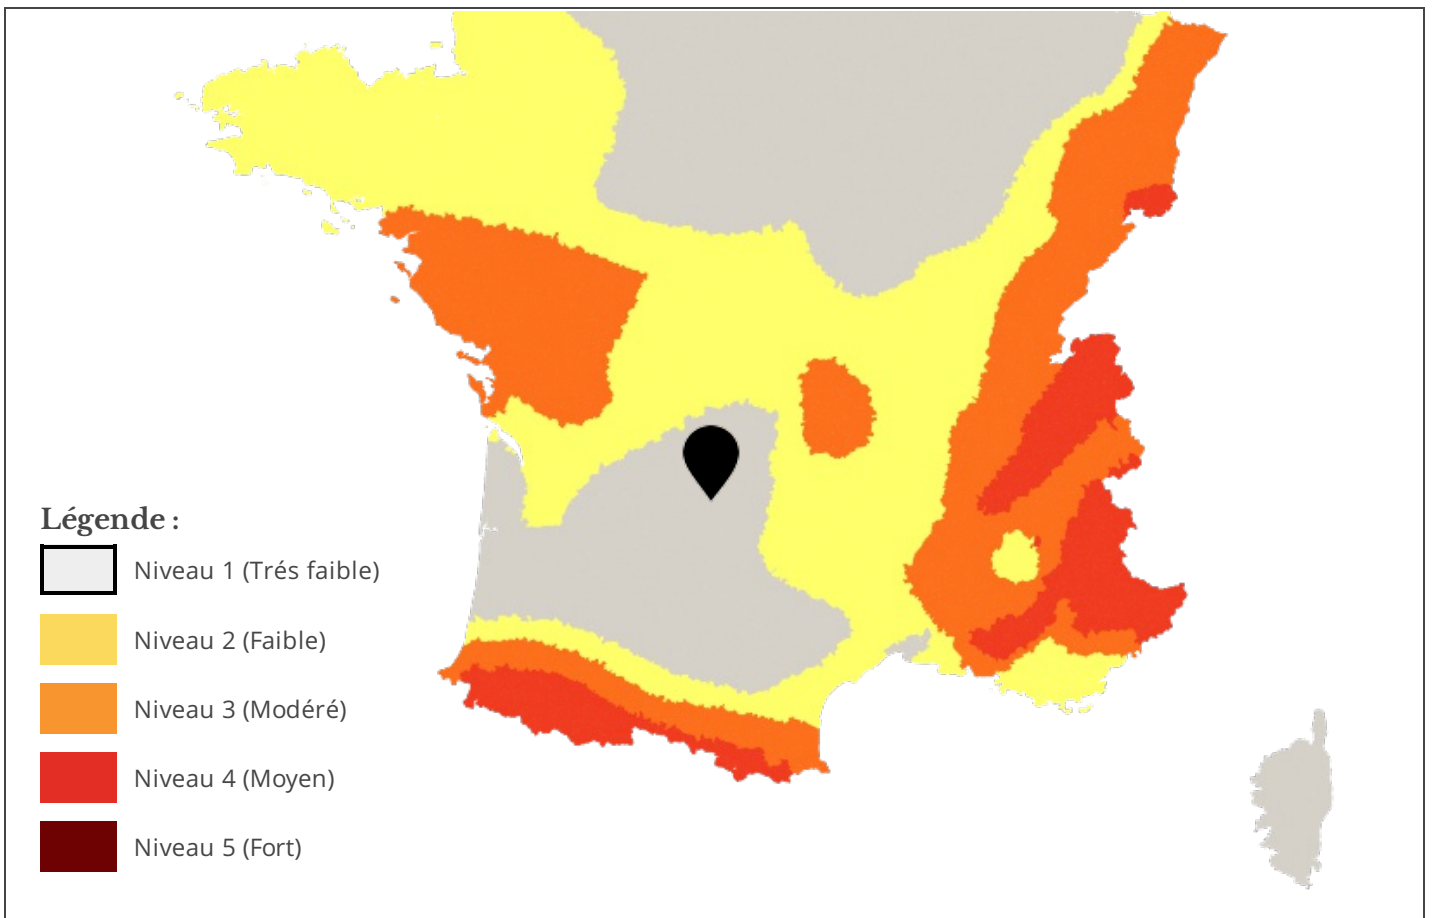 Légende :
Niveau 1 (Trés faible)
Niveau 2 (Faible)
Niveau 3 (Modéré)
Niveau 4 (Moyen)
Niveau 5 (Fort)